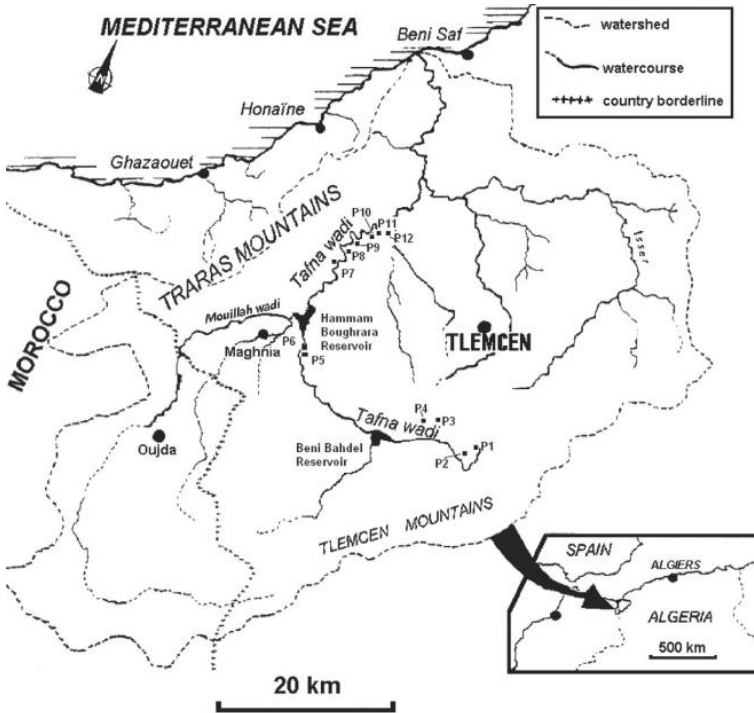 MEDITERRANEAN SEA
Beni Saf
watershed
watercourse
country borderline
N
Honaïne
Ghazaouet
TRARAS MOUNTAINS
Tafna wadi
P10
P11
P12
P9
P8
P7
Isser
MOROCCO
Mouillah wadi
Hammam
Boughrara
Reservoir
Maghnia
P6
P5
TLEMCEN
Oujda
Tafna wadi
P4
P3
P1
P2
Beni Bahdel
Reservoir
TLEMCEN MOUNTAINS
SPAIN
ALGIERS
ALGERIA
500 km
20 km